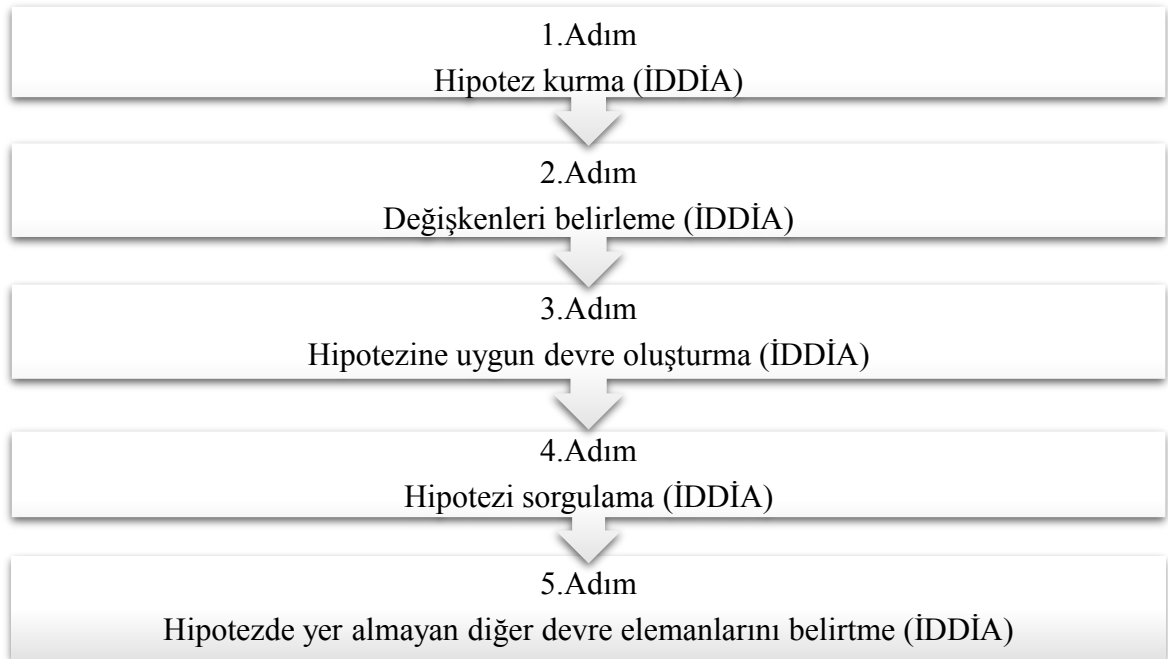 1.Adım
Hipotez kurma (İDDİA)
2.Adım
Değişkenleri belirleme (İDDİA)
3.Adım
Hipotezine uygun devre oluşturma (İDDİA)
4.Adım
Hipotezi sorgulama (İDDİA)
5.Adım
Hipotezde yer almayan diğer devre elemanlarını belirtme (İDDİA)